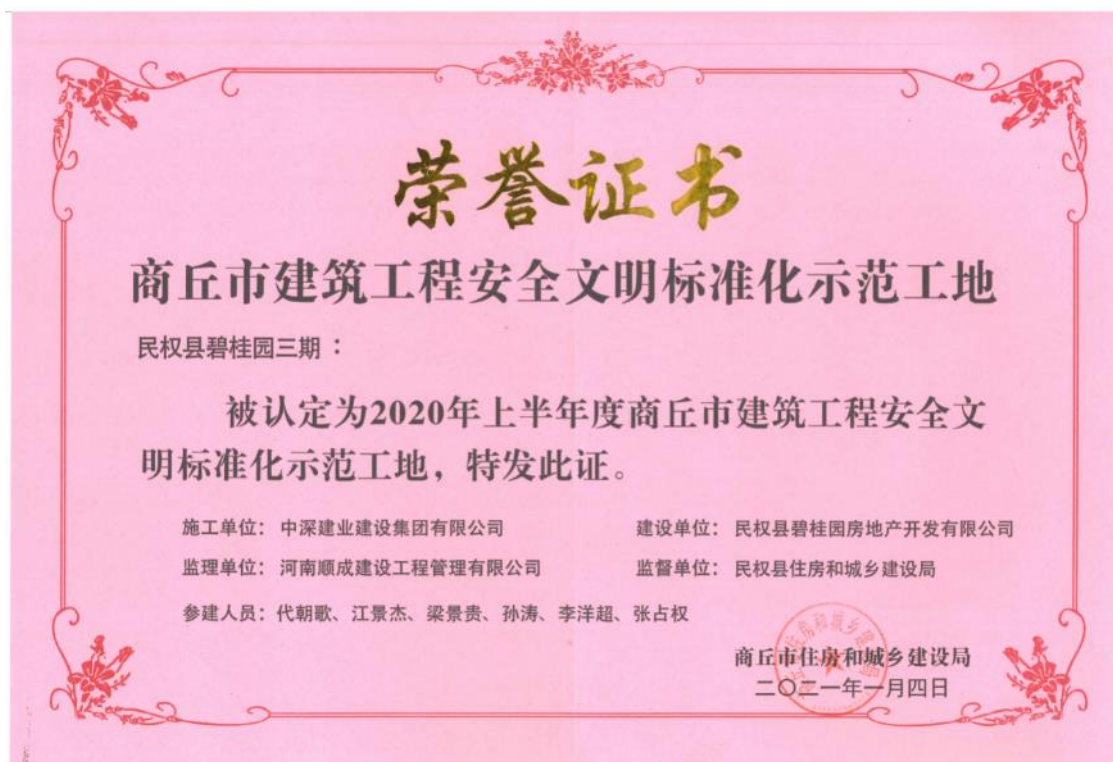 荣誉证书
商丘市建筑工程安全文明标准化示范工地
民权县碧桂园三期：
被认定为2020年上半年度商丘市建筑工程安全文
明标准化示范工地，特发此证。
施工单位：中深建业建设集团有限公司 建设单位：民权县碧桂园房地产开发有限公司
监理单位：河南顺成建设工程管理有限公司 监督单位：民权县住房和城乡建设局
参建人员：代朝歌、江景杰、梁景贵、孙涛、李洋超、张占权
商丘市住房和城乡建设局
二〇二一年一月四日